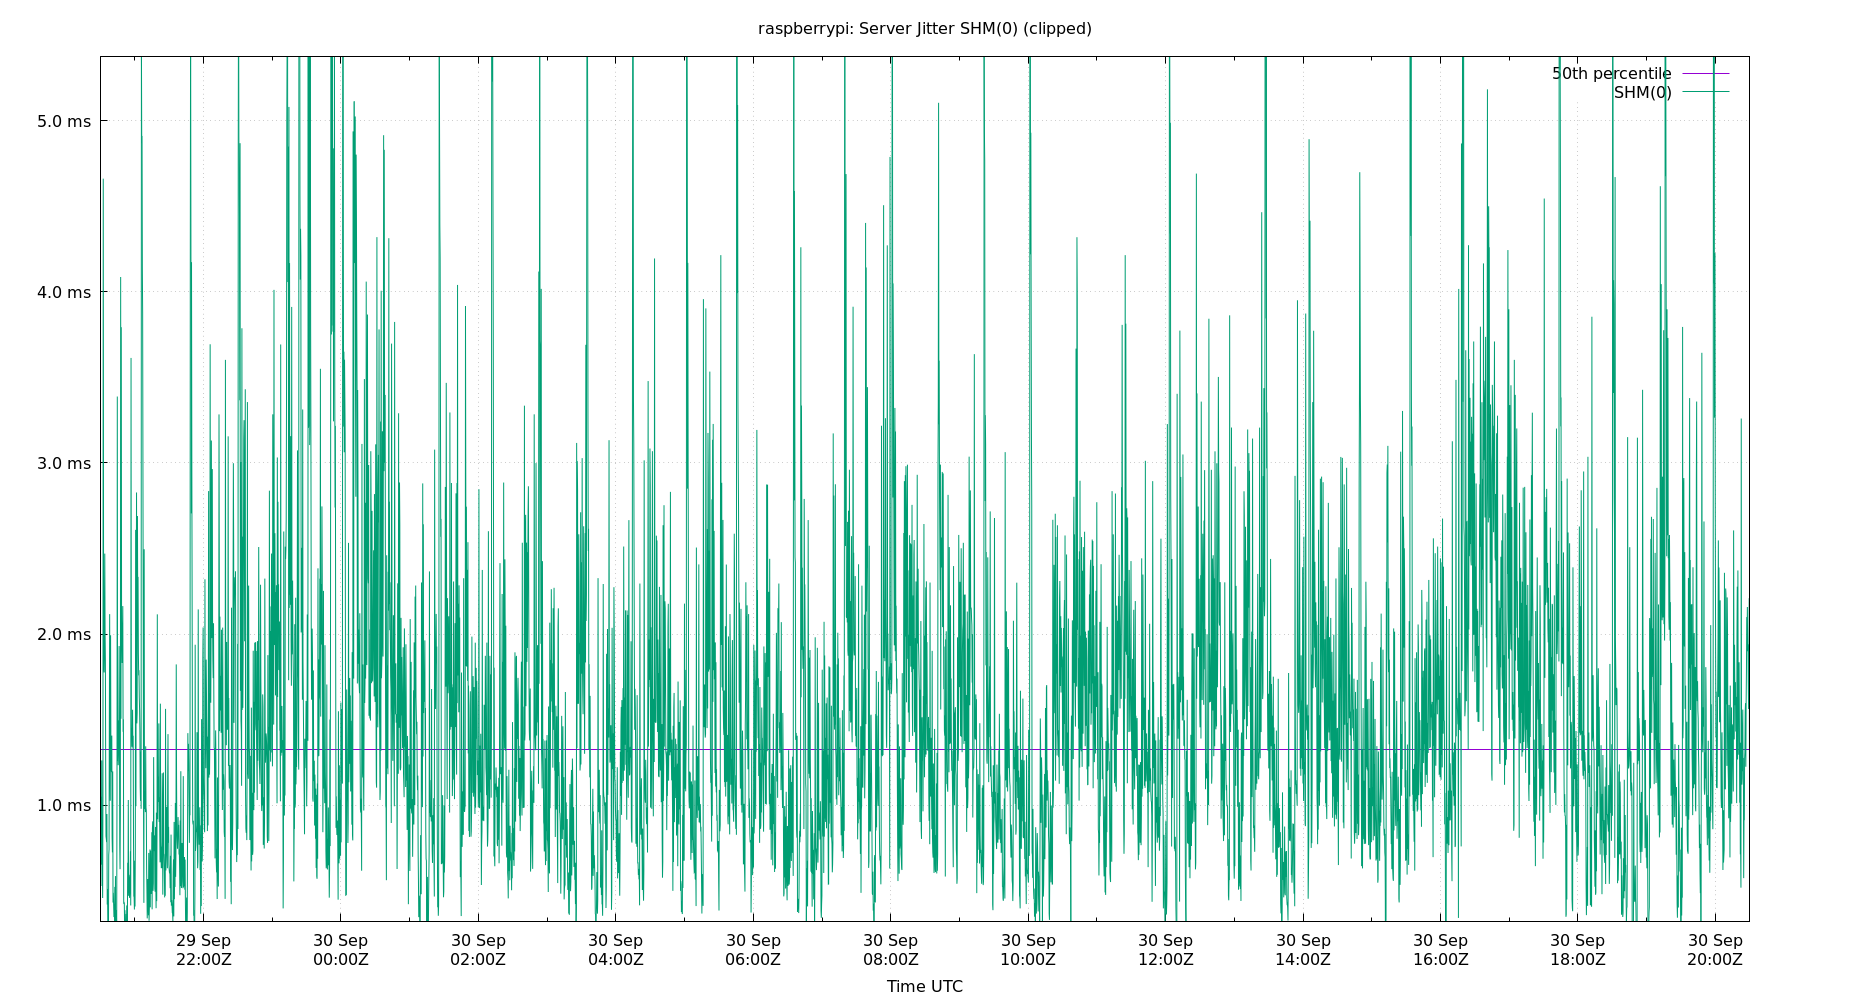 raspberrypi: Server Jitter SHM(0) (clipped)
50th percentile
SHM(0)
5.0 ms
4.0 ms
3.0 ms
2.0 ms
1.0 ms
29 Sep
22:00Z
30 Sep
00:00Z
30 Sep
02:00Z
30 Sep
04:00Z
30 Sep
06:00Z
30 Sep
08:00Z
30 Sep
10:00Z
30 Sep
12:00Z
30 Sep
14:00Z
30 Sep
16:00Z
30 Sep
18:00Z
30 Sep
20:00Z
Time UTC